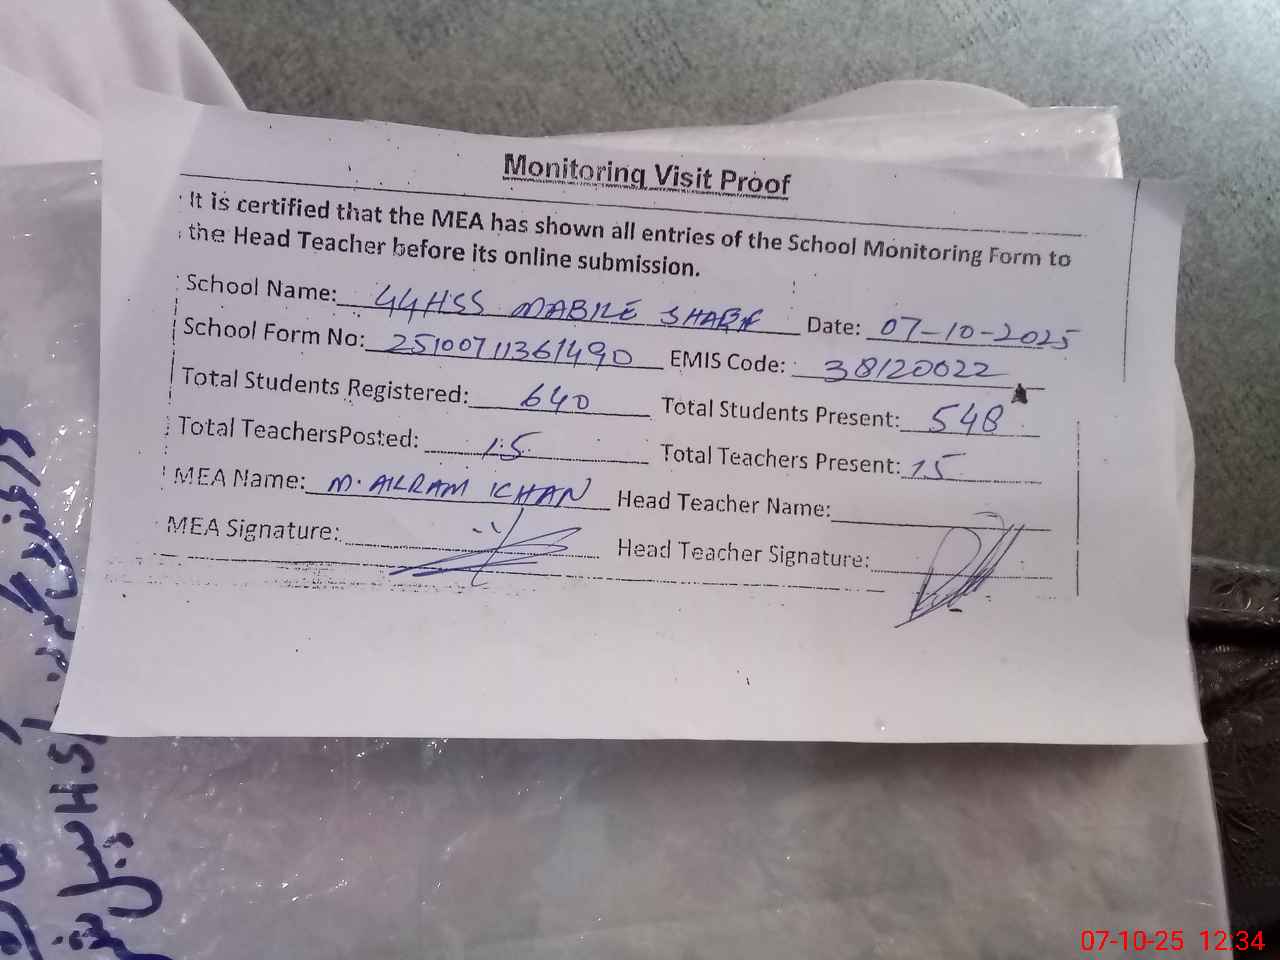 Monitoring Visit Proof
It is certified that the MEA has shown all entries of the School Monitoring Form to
the Head Teacher before its online submission.
School Name: GGHSS MABILE SHARIF Date: 07-10-2025
School Form No: 25100711361490 EMIS Code: 38120022
Total Students Registered: 640 Total Students Present: 548
Total TeachersPosted: 15 Total Teachers Present: 15
MEA Name: M. AKRAM KHAN Head Teacher Name:
MEA Signature: Head Teacher Signature:
07-10-25 12:34